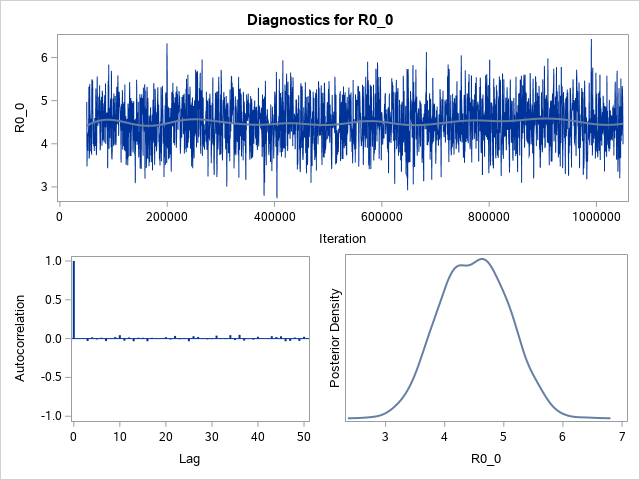 Diagnostics for R0_0
6
5
4
3
R0_0
0 200000 400000 600000 800000 1000000
Iteration
1.0
0.5
0.0
-0.5
-1.0
Autocorrelation
0 10 20 30 40 50
Lag
Posterior Density
3 4 5 6 7
R0_0